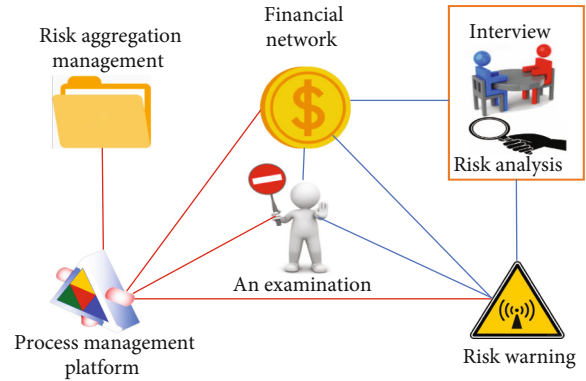 Risk aggregation
management
Financial
network
Interview
Risk analysis
An examination
Process management
platform
Risk warning